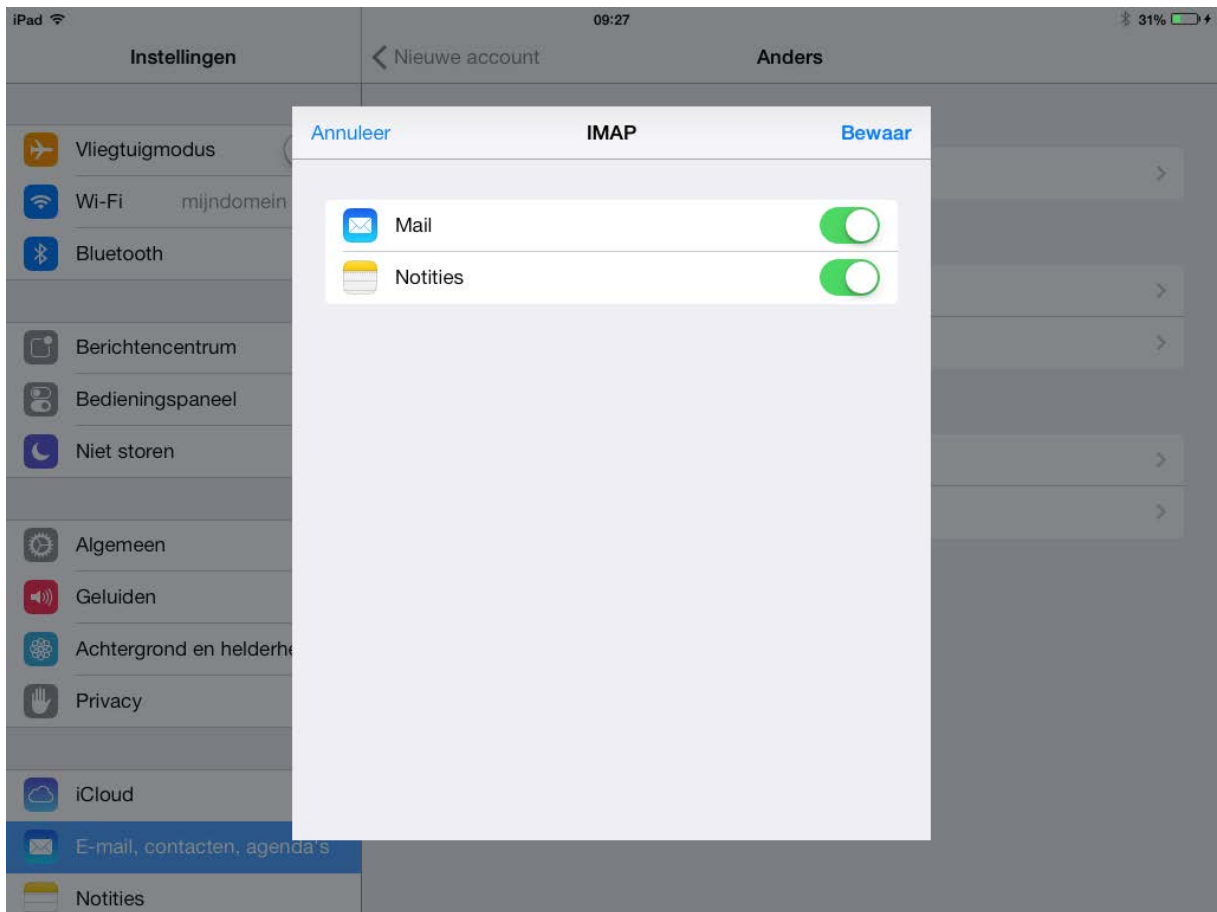 iPad 09:27 31%
Instellingen
Nieuwe account Anders
Annuleer IMAP Bewaar
Mail
Notities
Vliegtuigmodus
Wi-Fi mijndomein
Bluetooth
Berichtencentrum
Bedieningspaneel
Niet storen
Algemeen
Geluiden
Achtergrond en helderhe
Privacy
iCloud
E-mail, contacten, agenda's
Notities